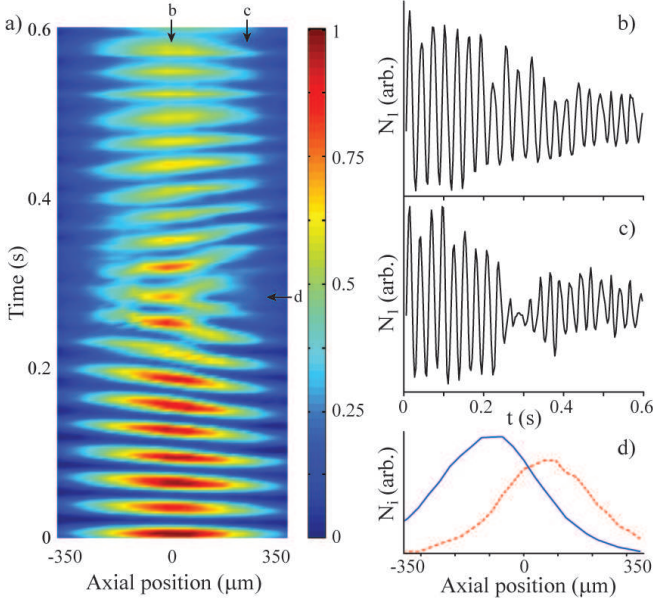 a)
b
c
0.6
0.4
0.2
0
Time (s)
d
-350
0
350
Axial position (μm)
1
0.75
0.5
0.25
0
b)
N1 (arb.)
c)
N1 (arb.)
0
0.2
0.4
0.6
t (s)
d)
Ni (arb.)
-350
0
350
Axial position (μm)